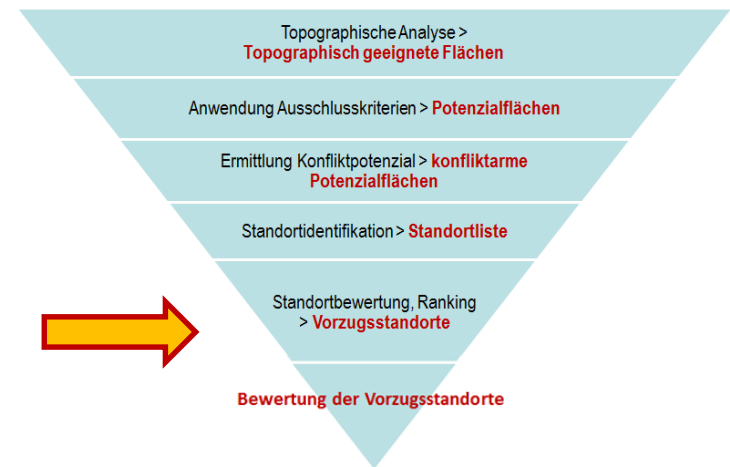 Topographische Analyse >
Topographisch geeignete Flächen
Anwendung Ausschlusskriterien > Potenzialflächen
Ermittlung Konfliktpotenzial > konfliktarme
Potenzialflächen
Standortidentifikation > Standortliste
Standortbewertung, Ranking
> Vorzugsstandorte
Bewertung der Vorzugsstandorte